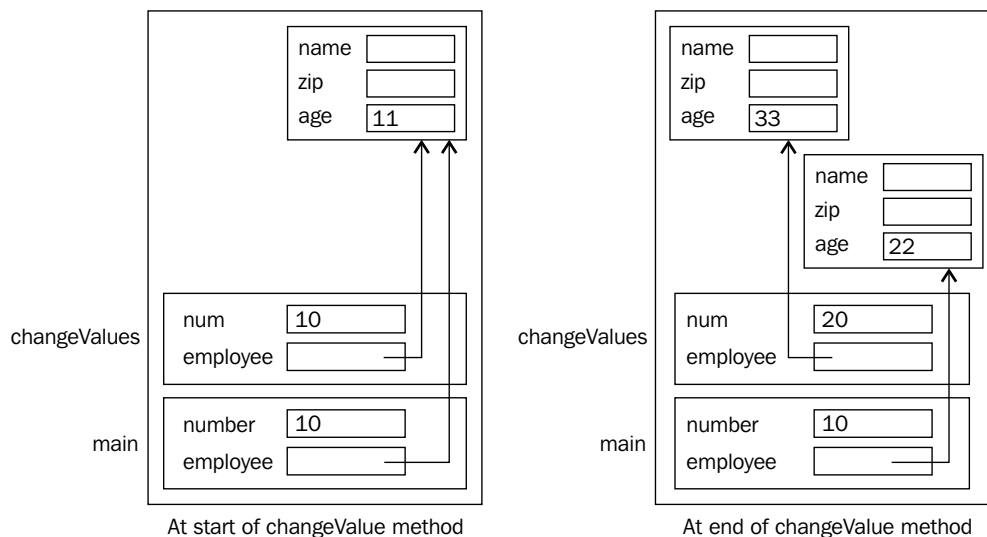 name
zip
age 11
changeValues
num 10
employee
main
number 10
employee
At start of changeValue method
name
zip
age 33
name
zip
age 22
changeValues
num 20
employee
main
number 10
employee
At end of changeValue method